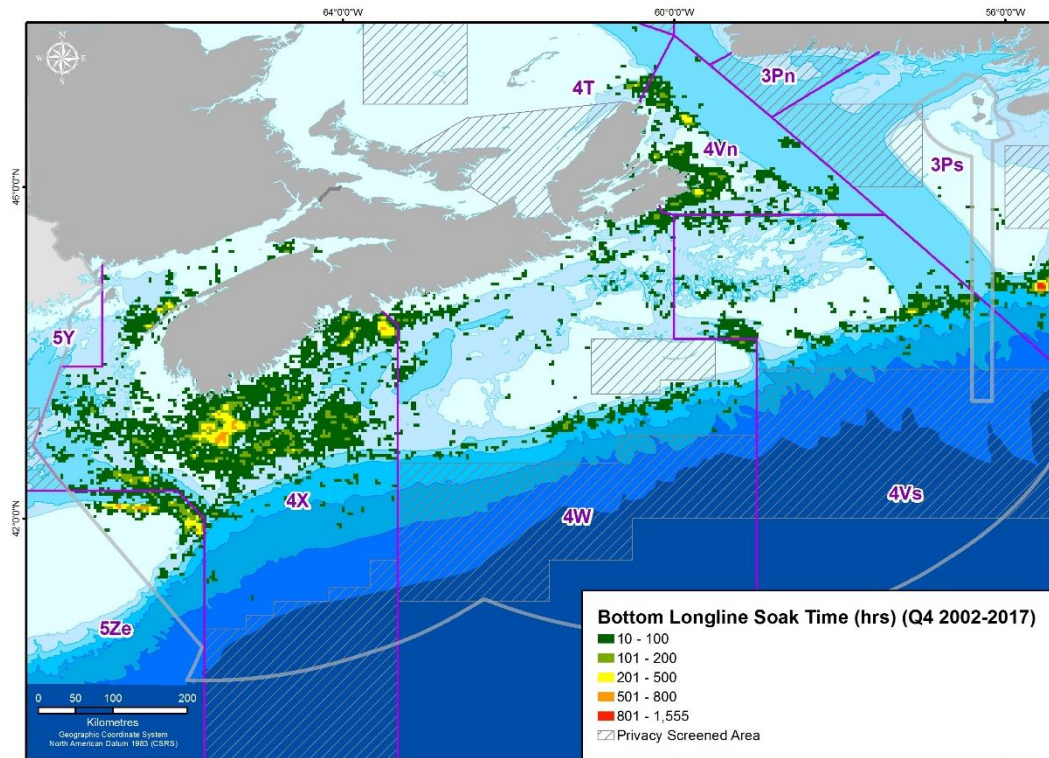 64°0'0"W
60°0'0"W
56°0'0"W
N
W
E
S
3Pn
4T
4Vn
3Ps
46°0'0"N
5Y
4X
4W
4Vs
42°0'0"N
5Ze
0 50 100 200
Kilometres
Geographic Coordinate System
North American Datum 1983 (CSRS)
Bottom Longline Soak Time (hrs) (Q4 2002-2017)
10 - 100
101 - 200
201 - 500
501 - 800
801 - 1,555
Privacy Screened Area